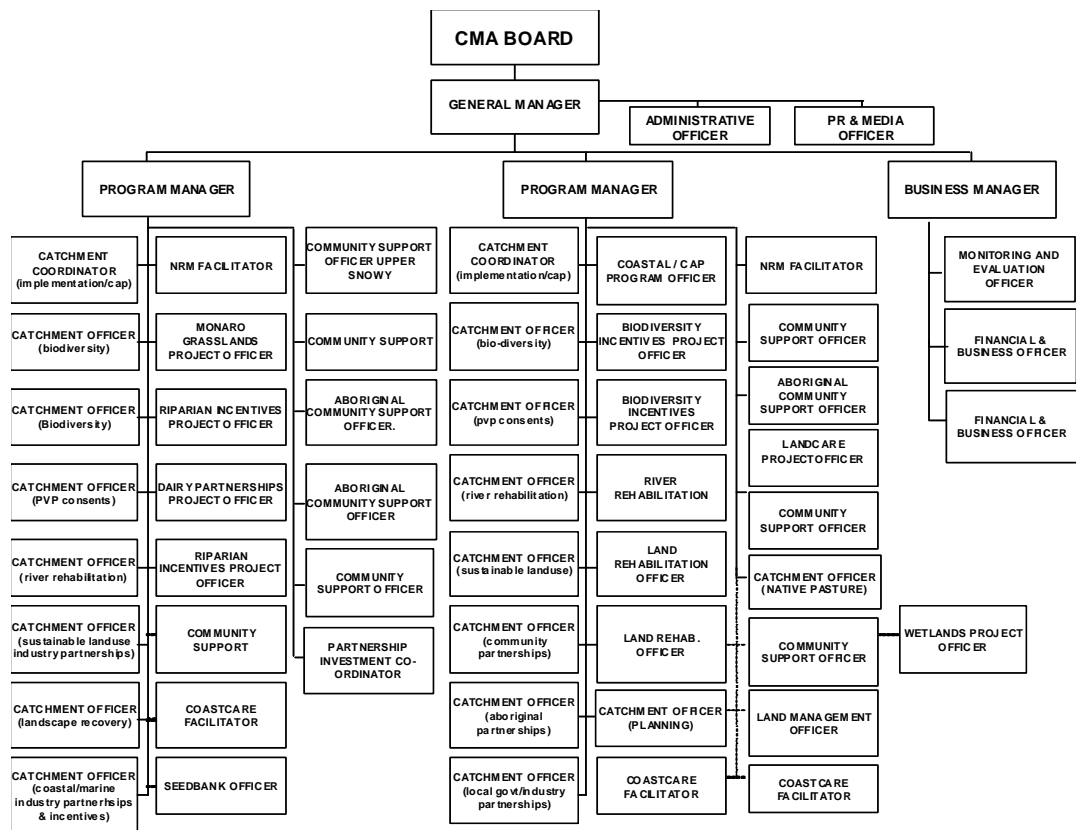 CMA BOARD
GENERAL MANAGER
ADMINISTRATIVE
OFFICER
PR & MEDIA
OFFICER
PROGRAM MANAGER
PROGRAM MANAGER
BUSINESS MANAGER
CATCHMENT
COORDINATOR
(implementation/cap)
CATCHMENT OFFICER
(biodiversity)
CATCHMENT OFFICER
(Biodiversity)
CATCHMENT OFFICER
(PVP consents)
CATCHMENT OFFICER
(river rehabilitation)
CATCHMENT OFFICER
(sustainable landuse
industry partnerships)
CATCHMENT OFFICER
(landscape recovery)
CATCHMENT OFFICER
(coastal/marine
industry partnerhsips
& incentives)
NRM FACILITATOR
MONARO
GRASSLANDS
PROJECT OFFICER
RIPARIAN INCENTIVES
PROJECT OFFICER
DAIRY PARTNERSHIPS
PROJECT OFFICER
RIPARIAN
INCENTIVES PROJECT
OFFICER
COMMUNITY
SUPPORT
COASTCARE
FACILITATOR
SEEDBANK OFFICER
COMMUNITY SUPPORT
OFFICER UPPER
SNOWY
COMMUNITY SUPPORT
ABORIGINAL
COMMUNITY SUPPORT
OFFICER.
ABORIGINAL
COMMUNITY SUPPORT
OFFICER
COMMUNITY
SUPPORT OFFICER
PARTNERSHIP
INVESTMENT CO-
ORDINATOR
CATCHMENT
COORDINATOR
(implementation/cap)
CATCHMENT OFFICER
(bio-diversity)
CATCHMENT OFFICER
(pvp consents)
CATCHMENT OFFICER
(river rehabilitation)
CATCHMENT OFFICER
(sustainable landuse)
CATCHMENT OFFICER
(community
partnerships)
CATCHMENT OFFICER
(aboriginal
partnerships)
CATCHMENT OFFICER
(local govt/industry
partnerships)
COASTAL / CAP
PROGRAM OFFICER
BIODIVERSITY
INCENTIVES PROJECT
OFFICER
BIODIVERSITY
INCENTIVES
PROJECT OFFICER
RIVER
REHABILITATION
LAND
REHABILITATION
OFFICER
LAND REHAB.
OFFICER
CATCHMENT OFFICER
(PLANNING)
COASTCARE
FACILITATOR
NRM FACILITATOR
COMMUNITY
SUPPORT OFFICER
ABORIGINAL
COMMUNITY
SUPPORT OFFICER
LANDCARE
PROJECT OFFICER
COMMUNITY
SUPPORT OFFICER
CATCHMENT OFFICER
(NATIVE PASTURE)
COMMUNITY
SUPPORT OFFICER
LAND MANAGEMENT
OFFICER
COASTCARE
FACILITATOR
WETLANDS PROJECT
OFFICER
MONITORING AND
EVALUATION
OFFICER
FINANCIAL &
BUSINESS OFFICER
FINANCIAL &
BUSINESS OFFICER